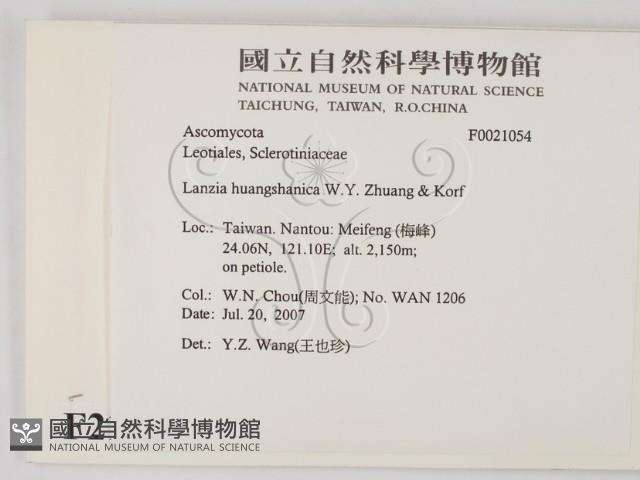 國立自然科學博物館
NATIONAL MUSEUM OF NATURAL SCIENCE
TAICHUNG, TAIWAN, R.O.CHINA
Ascomycota F0021054
Leotiales, Sclerotiniaceae
Lanzia huangshanica W.Y. Zhuang & Korf
Loc.: Taiwan. Nantou: Meifeng (梅峰)
24.06N, 121.10E; alt. 2,150m;
on petiole.
Col.: W.N. Chou(周文能); No. WAN 1206
Date: Jul. 20, 2007
Det.: Y.Z. Wang(王也珍)
F2
國立自然科學博物館
NATIONAL MUSEUM OF NATURAL SCIENCE